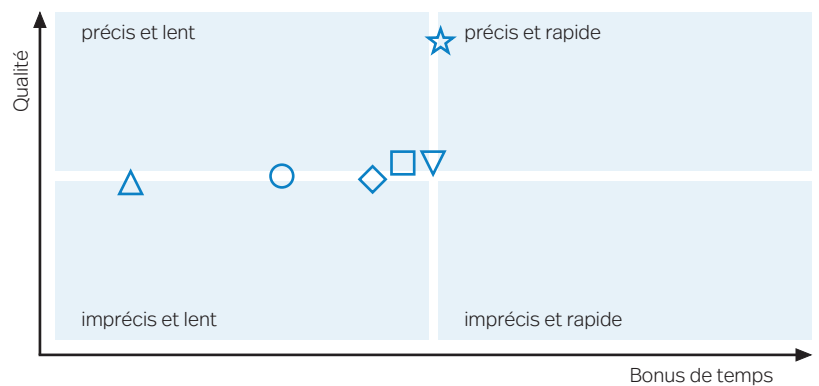 précis et lent
précis et rapide
Qualité
imprécis et lent
imprécis et rapide
Bonus de temps